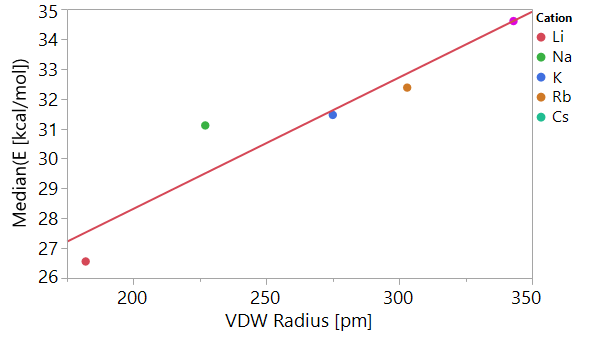 35
34
33
32
31
30
29
28
27
26
Median(E [kcal/mol])
200
250
300
350
VDW Radius [pm]
Cation
Li
Na
K
Rb
Cs